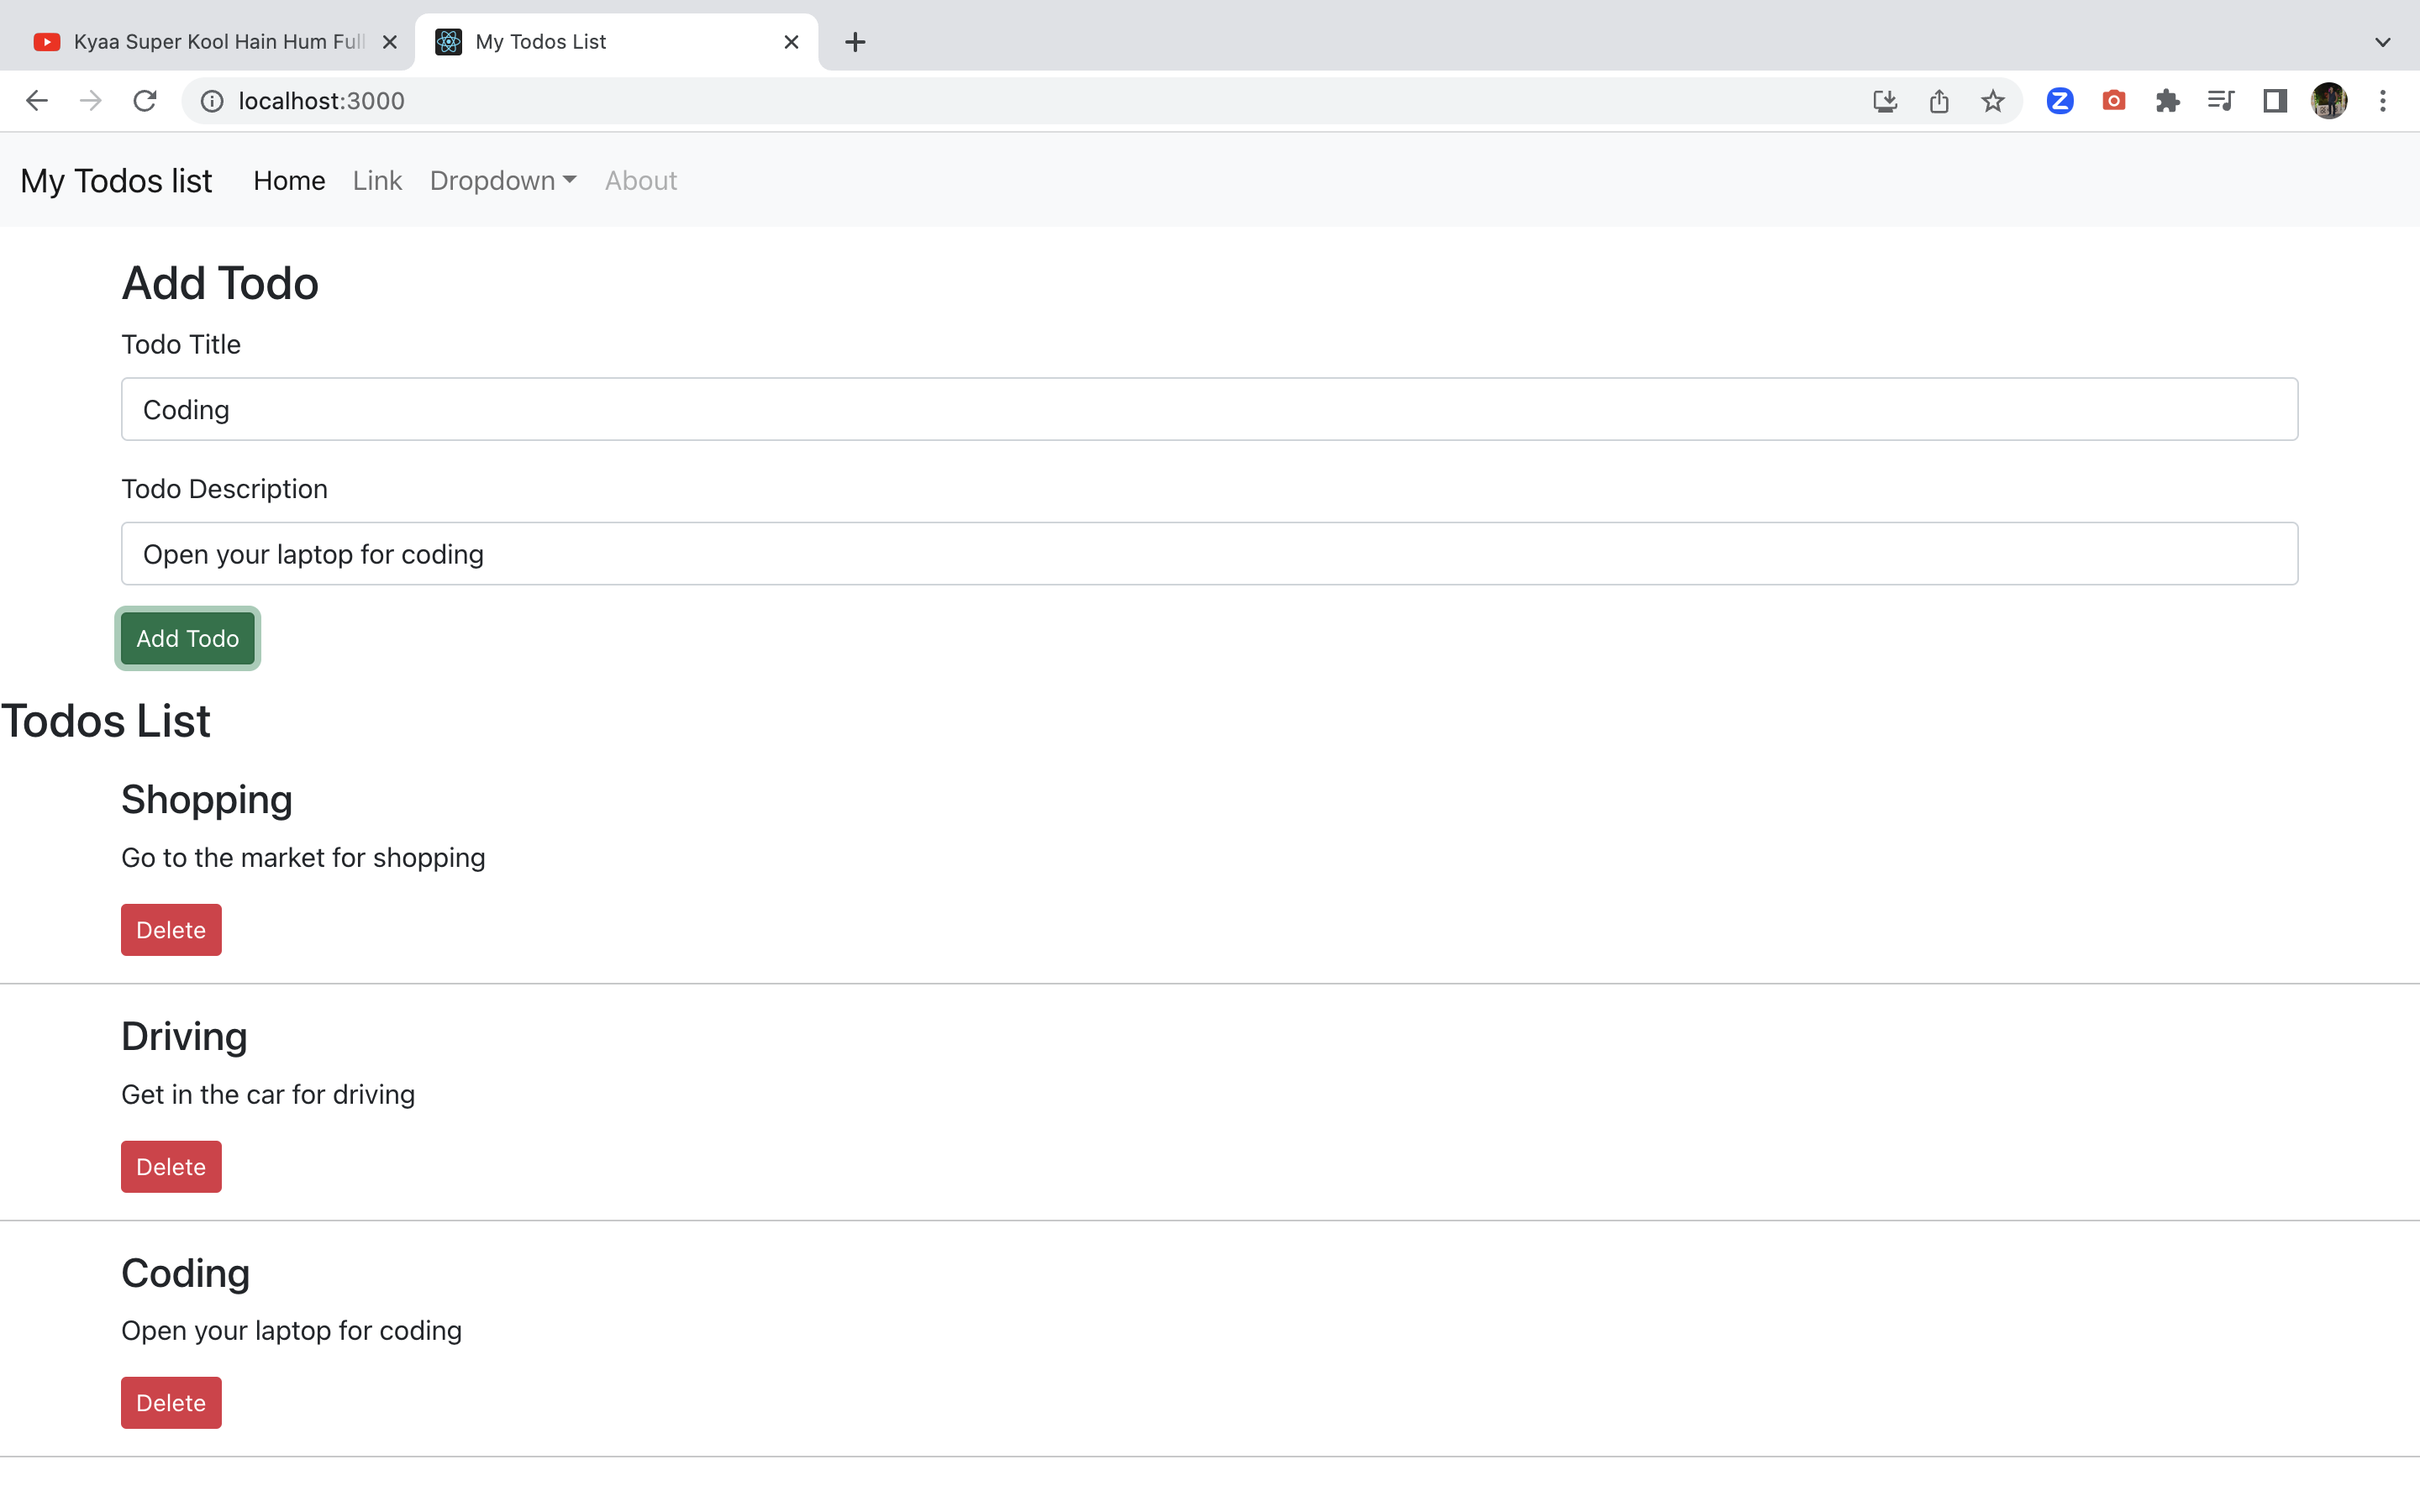 Kyaa Super Kool Hain Hum Full
My Todos List
localhost:3000
My Todos list Home Link Dropdown About
Add Todo
Todo Title
Coding
Todo Description
Open your laptop for coding
Add Todo
Todos List
Shopping
Go to the market for shopping
Delete
Driving
Get in the car for driving
Delete
Coding
Open your laptop for coding
Delete